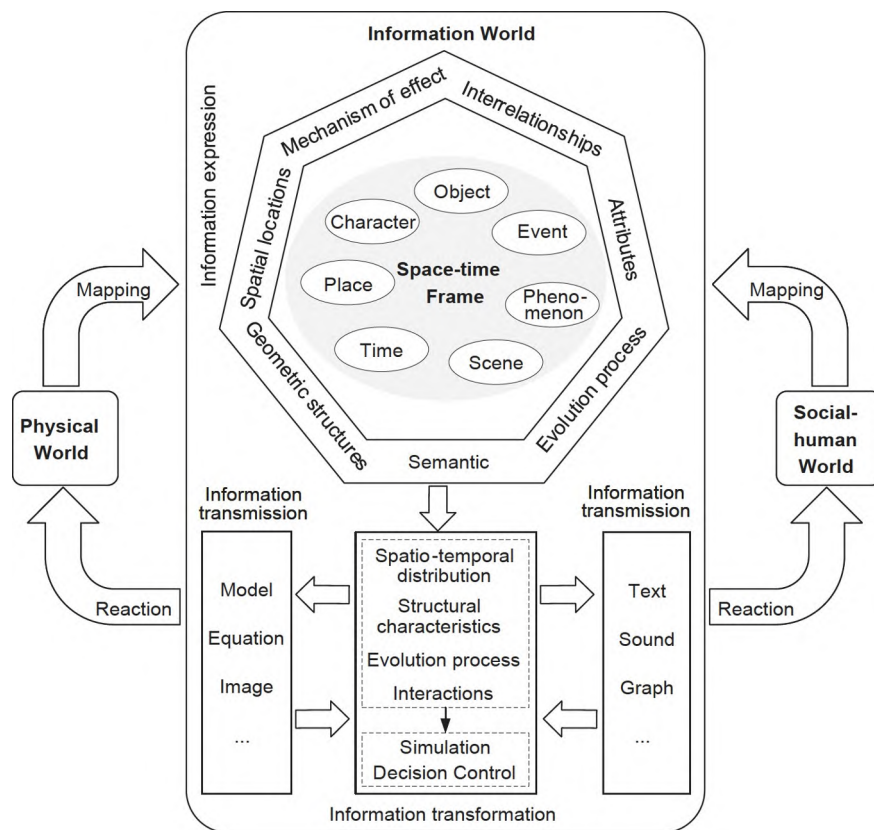 Information World
Information expression
Mechanism of effect
Interrelationships
Attributes
Evolution process
Semantic
Geometric structures
Spatial locations
Object
Character
Event
Space-time
Frame
Place
Pheno-
menon
Time
Scene
Mapping
Mapping
Physical
World
Social-
human
World
Reaction
Reaction
Information
transmission
Model
Equation
Image
...
Spatio-temporal
distribution
Structural
characteristics
Evolution process
Interactions
Simulation
Decision Control
Information transformation
Information
transmission
Text
Sound
Graph
...